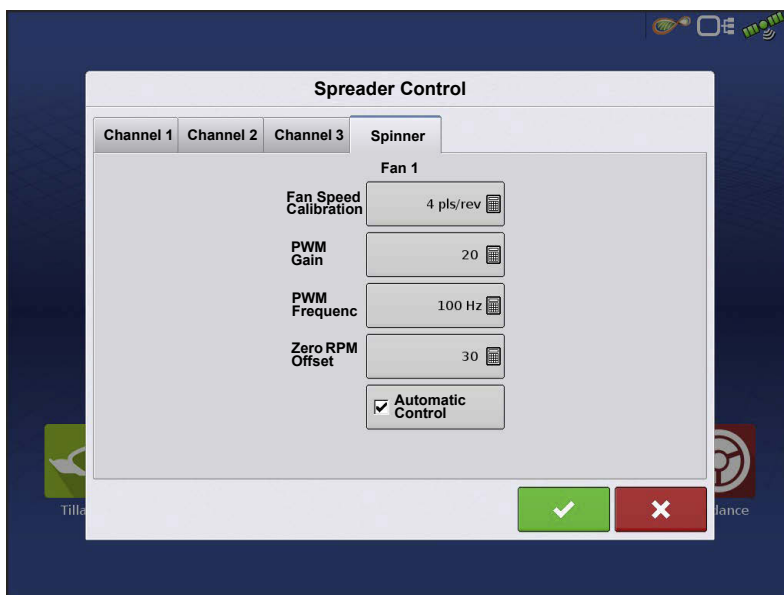 Spreader Control
Channel 1 Channel 2 Channel 3 Spinner
Fan 1
Fan Speed
Calibration
4 pls/rev
PWM
Gain
20
PWM
Frequenc
100 Hz
Zero RPM
Offset
30
Automatic
Control
Tilla
dance